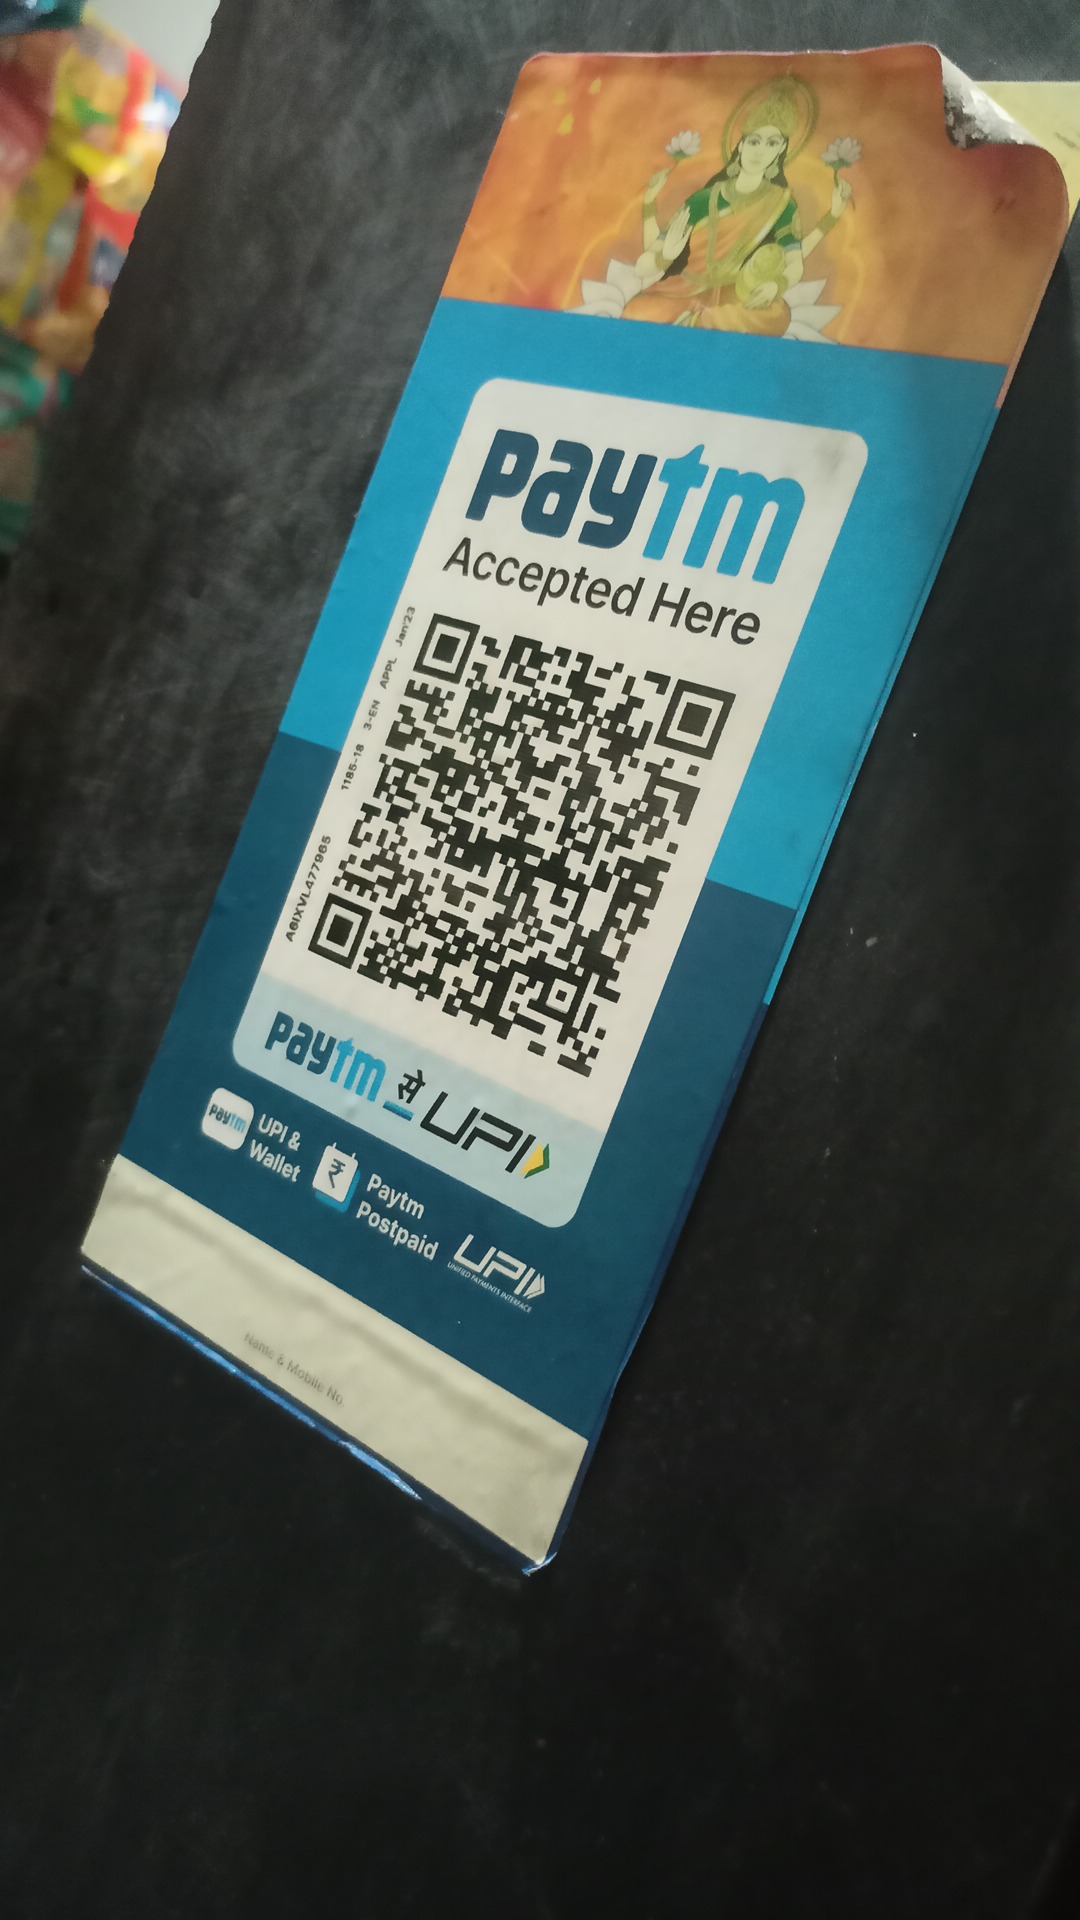 paytm
Accepted Here
A6IXVL477965 1185-18 3-EN APPL Jan'23
paytm से UPI
paytm
UPI &
Wallet
₹
Paytm
Postpaid
UPI
UNIFIED PAYMENTS INTERFACE
Name & Mobile No.